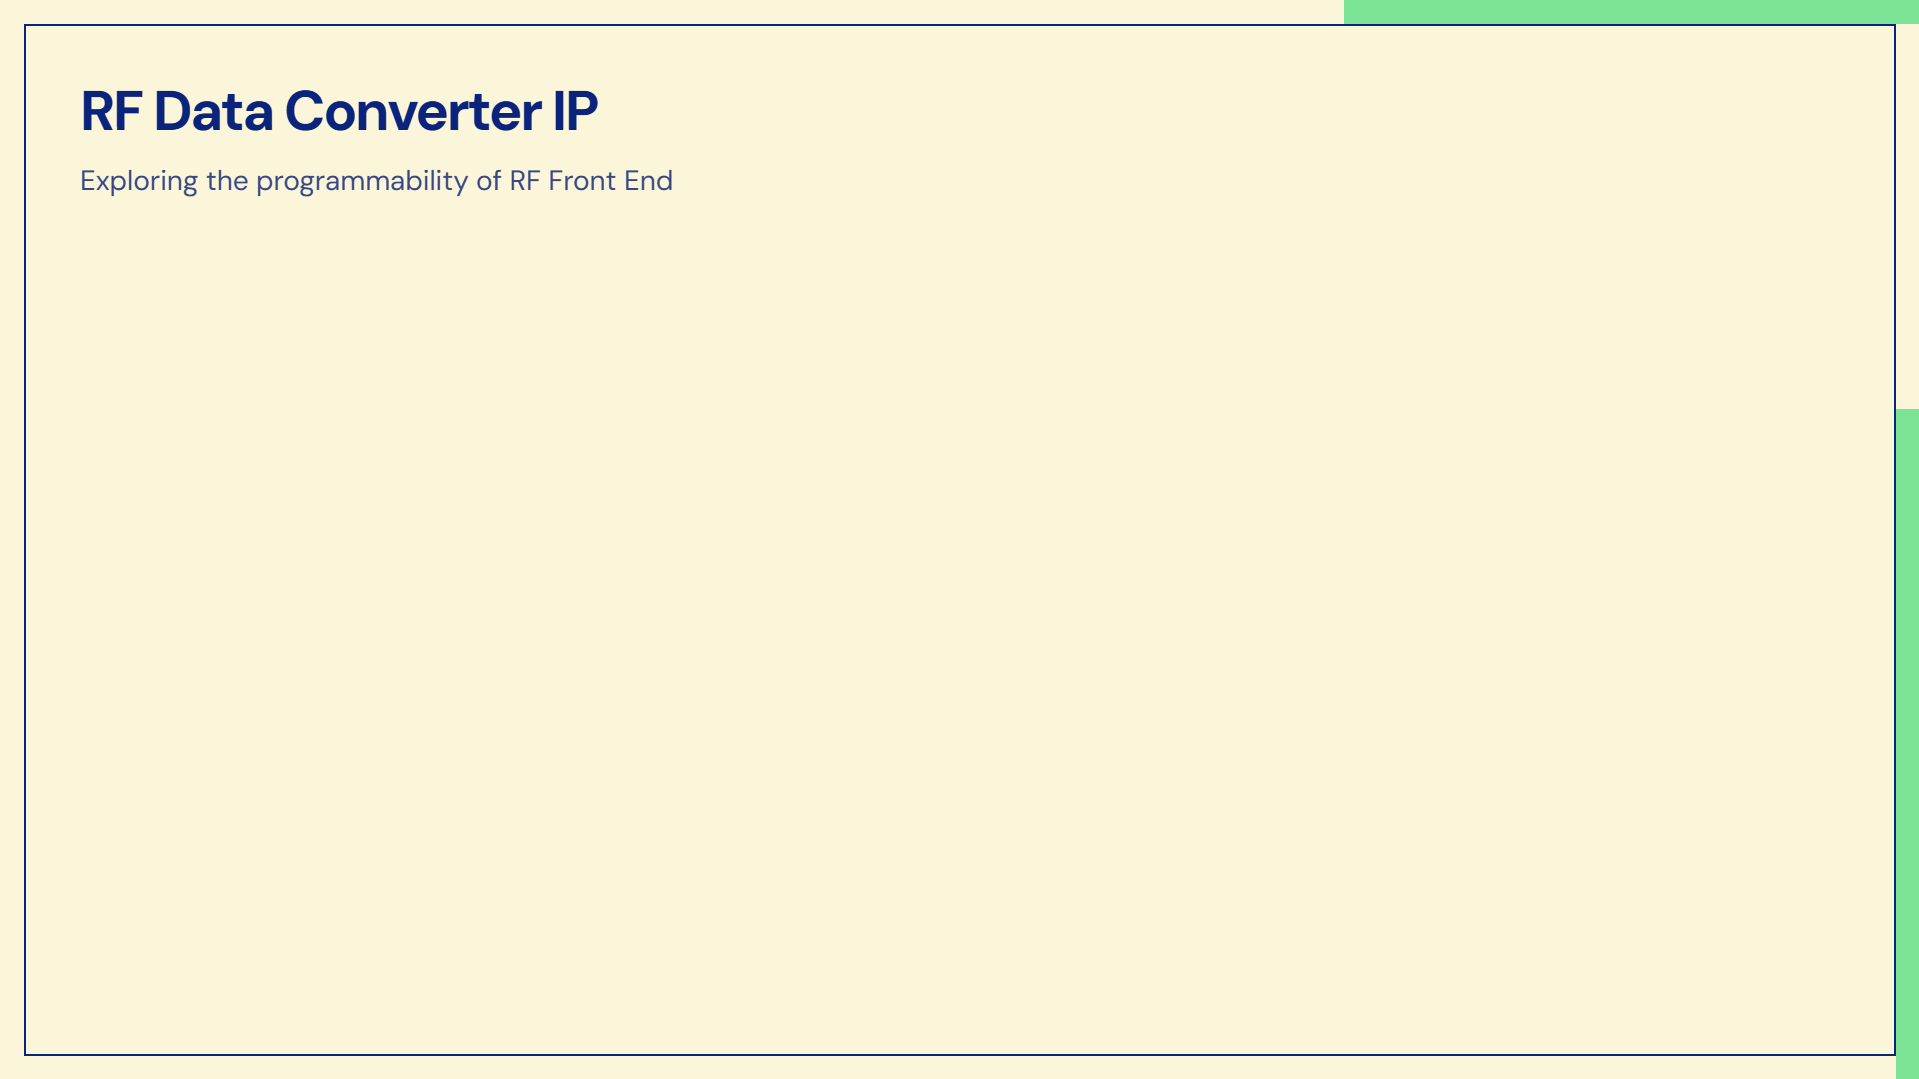 RF Data Converter IP
Exploring the programmability of RF Front End